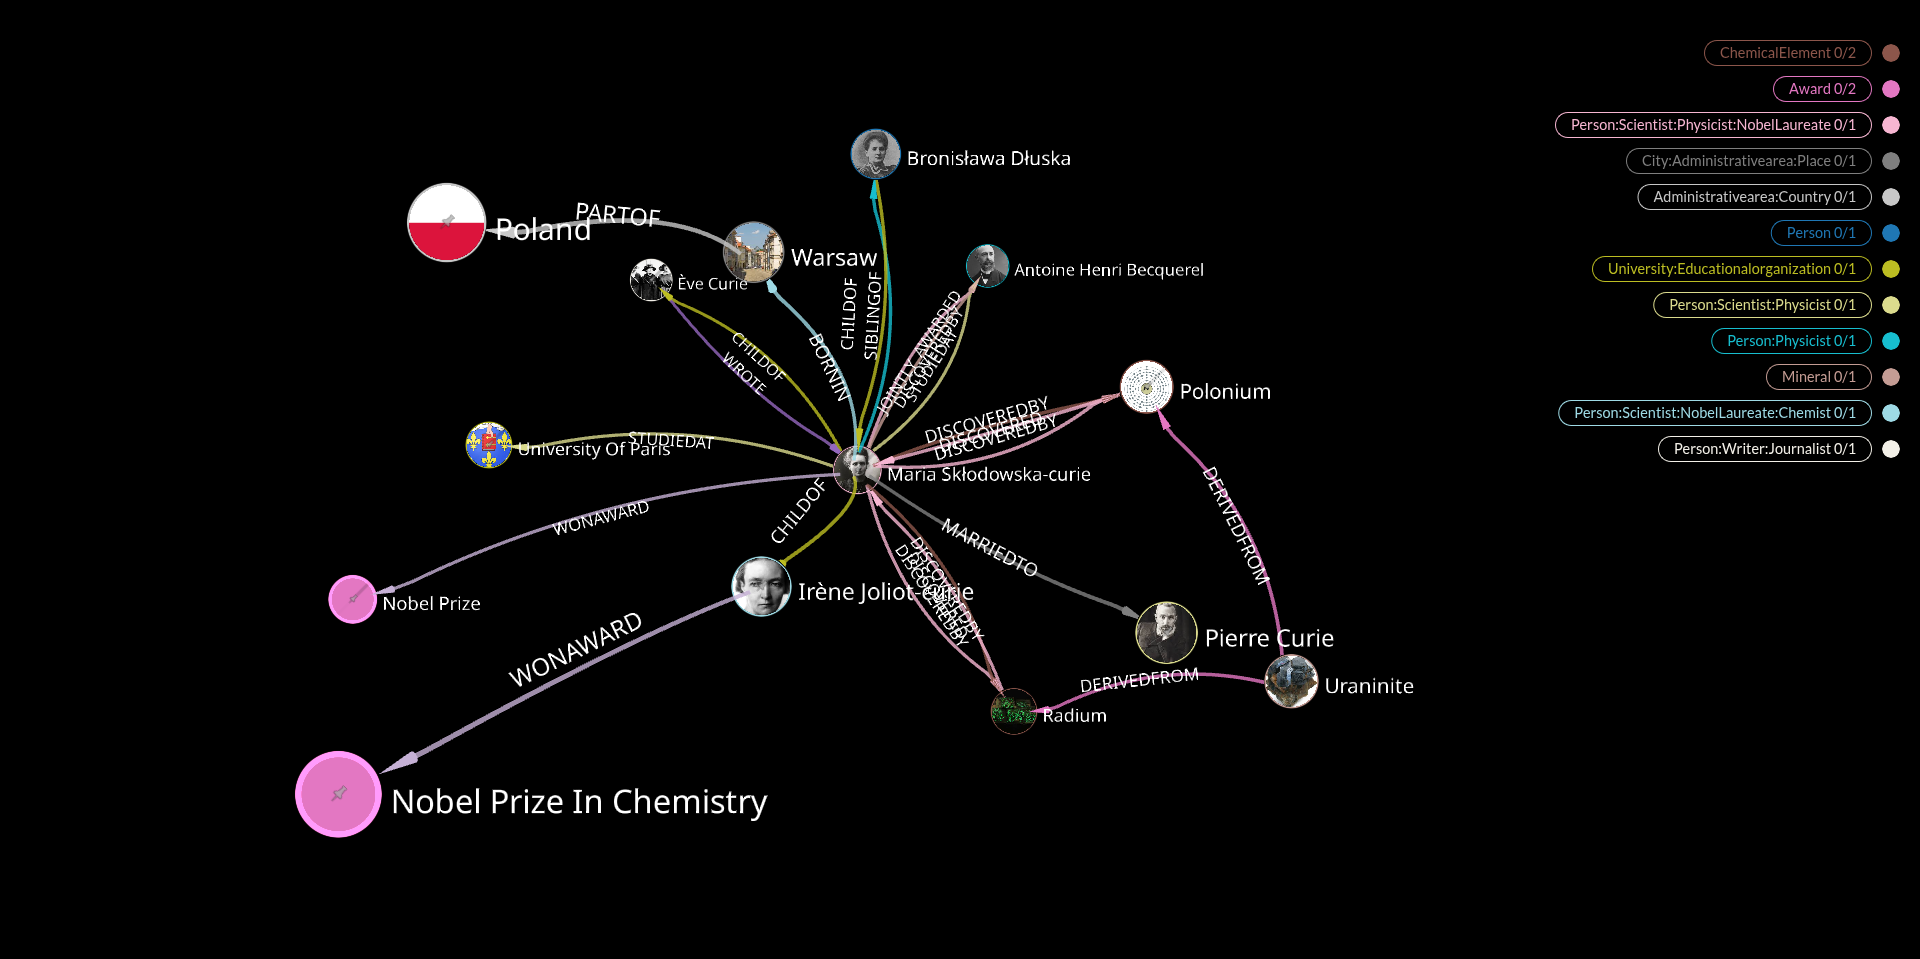 ChemicalElement 0/2
Award 0/2
Person:Scientist:Physicist:NobelLaureate 0/1
City:Administrativearea:Place 0/1
Administrativearea:Country 0/1
Person 0/1
University:Educationalorganization 0/1
Person:Scientist:Physicist 0/1
Person:Physicist 0/1
Mineral 0/1
Person:Scientist:NobelLaureate:Chemist 0/1
Person:Writer:Journalist 0/1
Bronisława Dłuska
PARTOF
Poland
Warsaw
Antoine Henri Becquerel
Ève Curie
CHILDOF
SIBLINGOF
JOINTLY AWARDED
DISCOVEREDBY
STUDIEDAT
CHILDOF
WROTE
BORNIN
Polonium
DISCOVEREDBY
DISCOVERED
DISCOVEREDBY
STUDIEDAT
University Of Paris
Maria Skłodowska-curie
WONAWARD
CHILDOF
MARRIEDTO
DERIVEDFROM
DISCOVEREDBY
DISCOVERED
DISCOVEREDBY
Nobel Prize
Irène Joliot-curie
WONAWARD
Pierre Curie
DERIVEDFROM
Uraninite
Radium
Nobel Prize In Chemistry